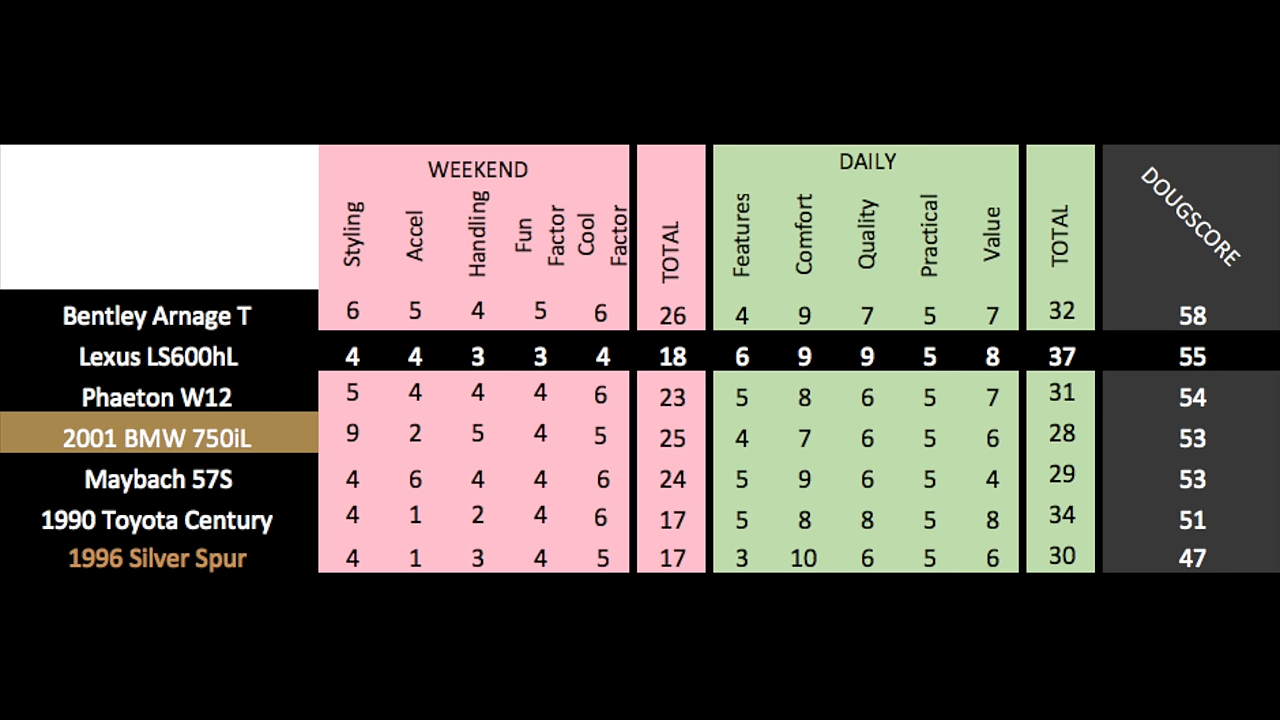 WEEKEND DAILY
Styling Accel Handling Fun Factor Cool Factor TOTAL Features Comfort Quality Practical Value TOTAL DOUGSCORE
Bentley Arnage T 6 5 4 5 6 26 4 9 7 5 7 32 58
Lexus LS600hL 4 4 3 3 4 18 6 9 9 5 8 37 55
Phaeton W12 5 4 4 4 6 23 5 8 6 5 7 31 54
2001 BMW 750iL 9 2 5 4 5 25 4 7 6 5 6 28 53
Maybach 57S 4 6 4 4 6 24 5 9 6 5 4 29 53
1990 Toyota Century 4 1 2 4 6 17 5 8 8 5 8 34 51
1996 Silver Spur 4 1 3 4 5 17 3 10 6 5 6 30 47